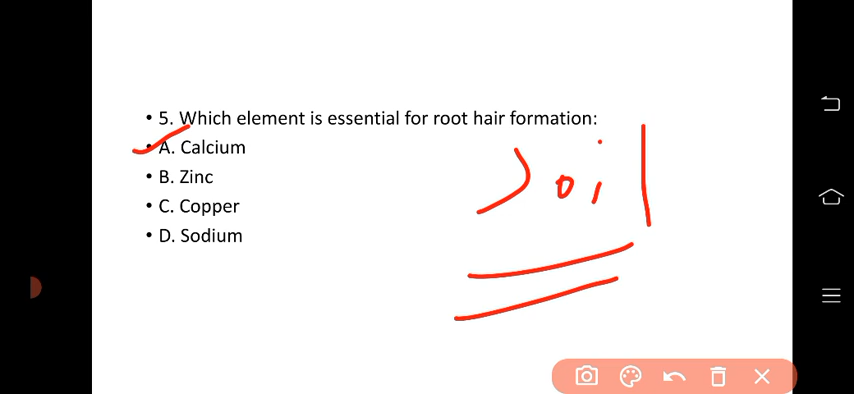 • 5. Which element is essential for root hair formation:
• A. Calcium
• B. Zinc
• C. Copper
• D. Sodium
Soil